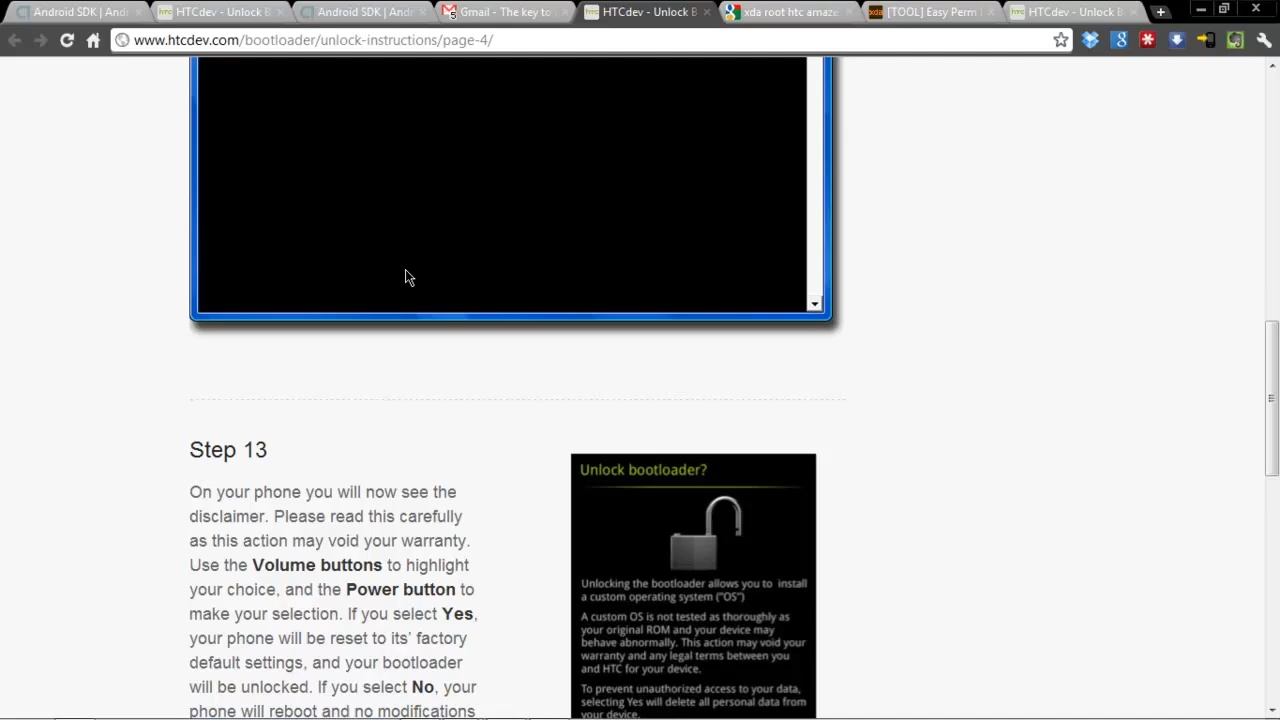 Android SDK | Andr
HTCdev - Unlock B
Android SDK | Andr
Gmail - The key to
HTCdev - Unlock B
xda root htc amaze
[TOOL] Easy Perm
HTCdev - Unlock B
www.htcdev.com/bootloader/unlock-instructions/page-4/
Step 13
On your phone you will now see the
disclaimer. Please read this carefully
as this action may void your warranty.
Use the Volume buttons to highlight
your choice, and the Power button to
make your selection. If you select Yes,
your phone will be reset to its' factory
default settings, and your bootloader
will be unlocked. If you select No, your
phone will reboot and no modifications
Unlock bootloader?
Unlocking the bootloader allows you to install
a custom operating system ("OS")
A custom OS is not tested as thoroughly as
your original ROM and your device may
behave abnormally. This action may void your
warranty and any legal terms between you
and HTC for your device.
To prevent unauthorized access to your data,
selecting Yes will delete all personal data from
your device.